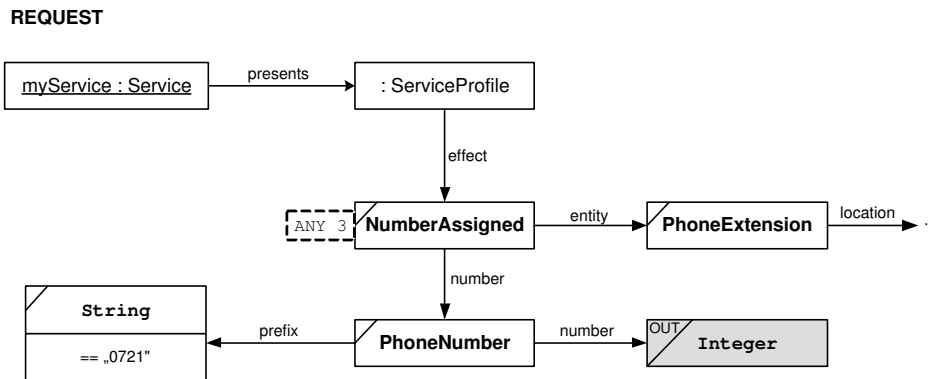 REQUEST
presents
myService : Service
: ServiceProfile
effect
ANY 3
NumberAssigned
entity
PhoneExtension
location
.
number
String
== „0721"
prefix
PhoneNumber
number
OUT
Integer